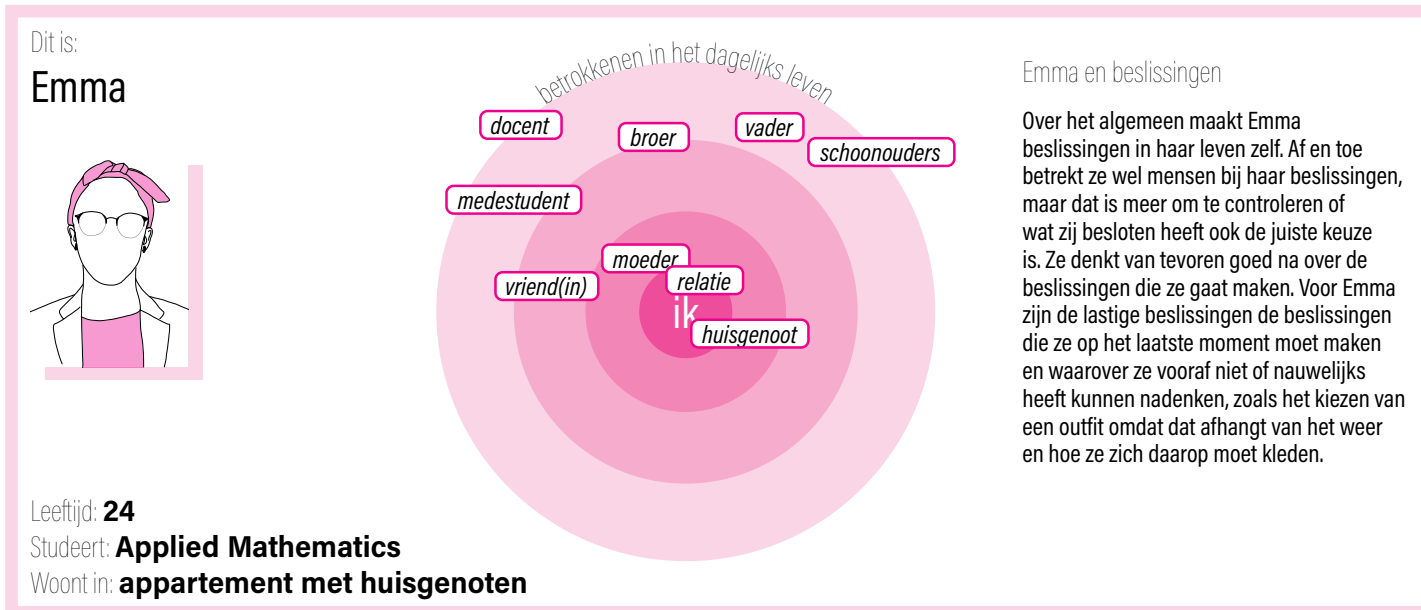 Dit is:
Emma
betrokkenen in het dagelijks leven
docent
broer
vader
schoonouders
medestudent
moeder
relatie
vriend(in)
ik
huisgenoot
Emma en beslissingen
Over het algemeen maakt Emma
beslissingen in haar leven zelf. Af en toe
betrekt ze wel mensen bij haar beslissingen,
maar dat is meer om te controleren of
wat zij besloten heeft ook de juiste keuze
is. Ze denkt van tevoren goed na over de
beslissingen die ze gaat maken. Voor Emma
zijn de lastige beslissingen de beslissingen
die ze op het laatste moment moet maken
en waarover ze vooraf niet of nauwelijks
heeft kunnen nadenken, zoals het kiezen van
een outfit omdat dat afhangt van het weer
en hoe ze zich daarop moet kleden.
Leeftijd: 24
Studeert: Applied Mathematics
Woont in: appartement met huisgenoten